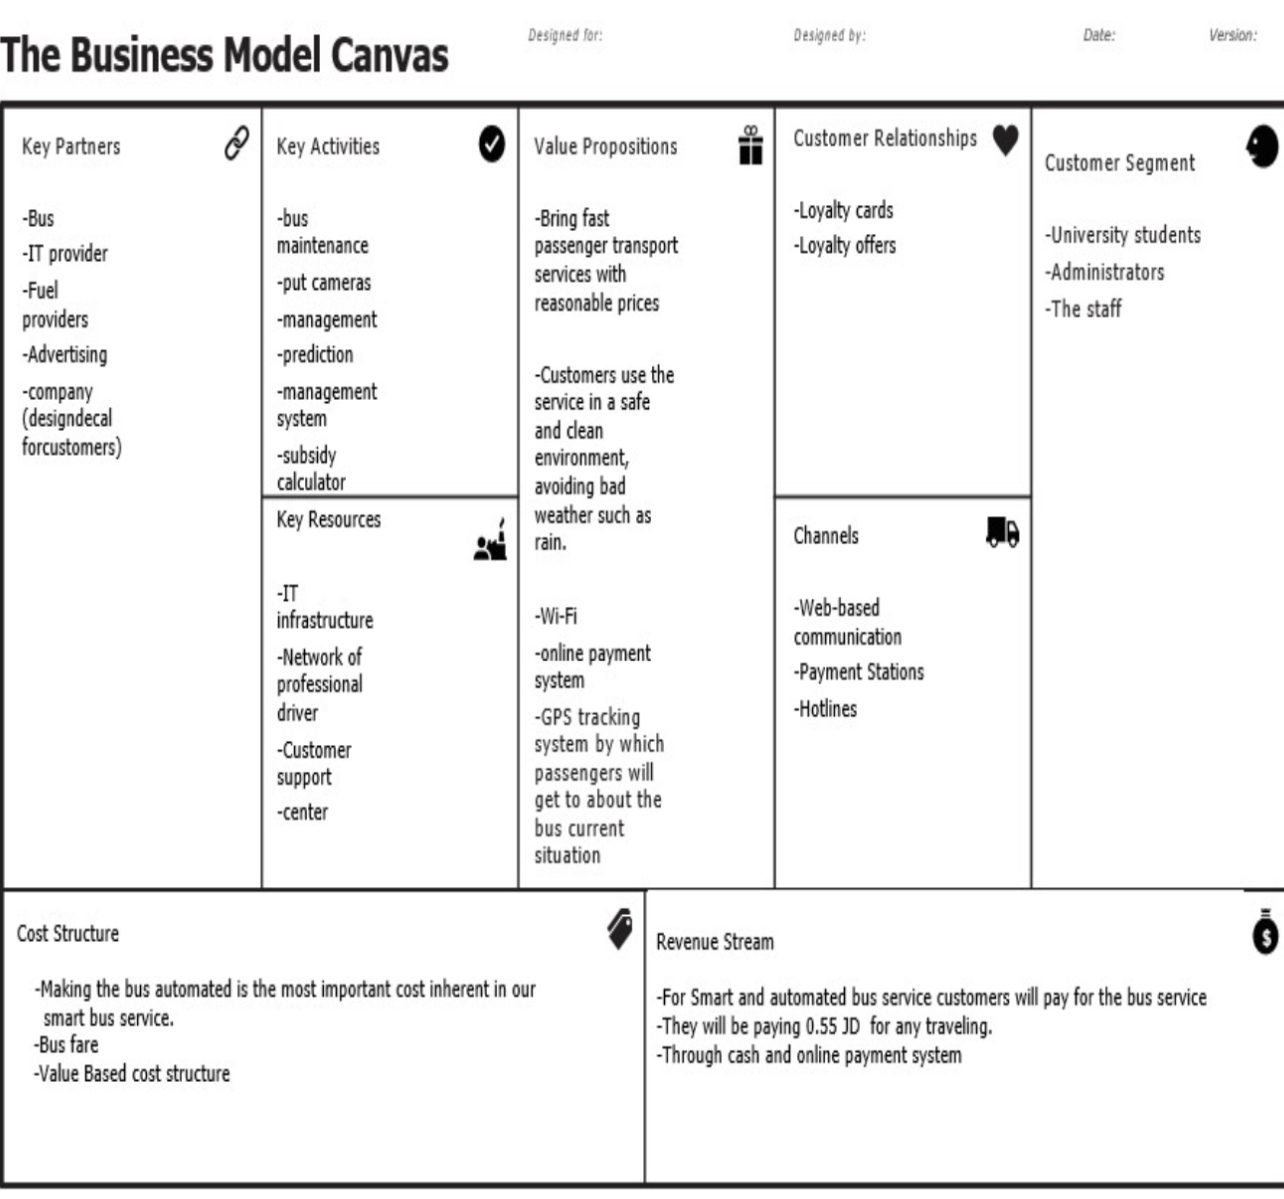 The Business Model Canvas
Designed for:
Designed by:
Date:
Version:
Key Partners
-Bus
-IT provider
-Fuel
providers
-Advertising
-company
(designdecal
forcustomers)
Key Activities
-bus
maintenance
-put cameras
-management
-prediction
-management
system
-subsidy
calculator
Key Resources
-IT
infrastructure
-Network of
professional
driver
-Customer
support
-center
Value Propositions
-Bring fast
passenger transport
services with
reasonable prices
-Customers use the
service in a safe
and clean
environment,
avoiding bad
weather such as
rain.
-Wi-Fi
-online payment
system
-GPS tracking
system by which
passengers will
get to about the
bus current
situation
Customer Relationships
-Loyalty cards
-Loyalty offers
Channels
-Web-based
communication
-Payment Stations
-Hotlines
Customer Segment
-University students
-Administrators
-The staff
Cost Structure
-Making the bus automated is the most important cost inherent in our
smart bus service.
-Bus fare
-Value Based cost structure
Revenue Stream
$
-For Smart and automated bus service customers will pay for the bus service
-They will be paying 0.55 JD for any traveling.
-Through cash and online payment system